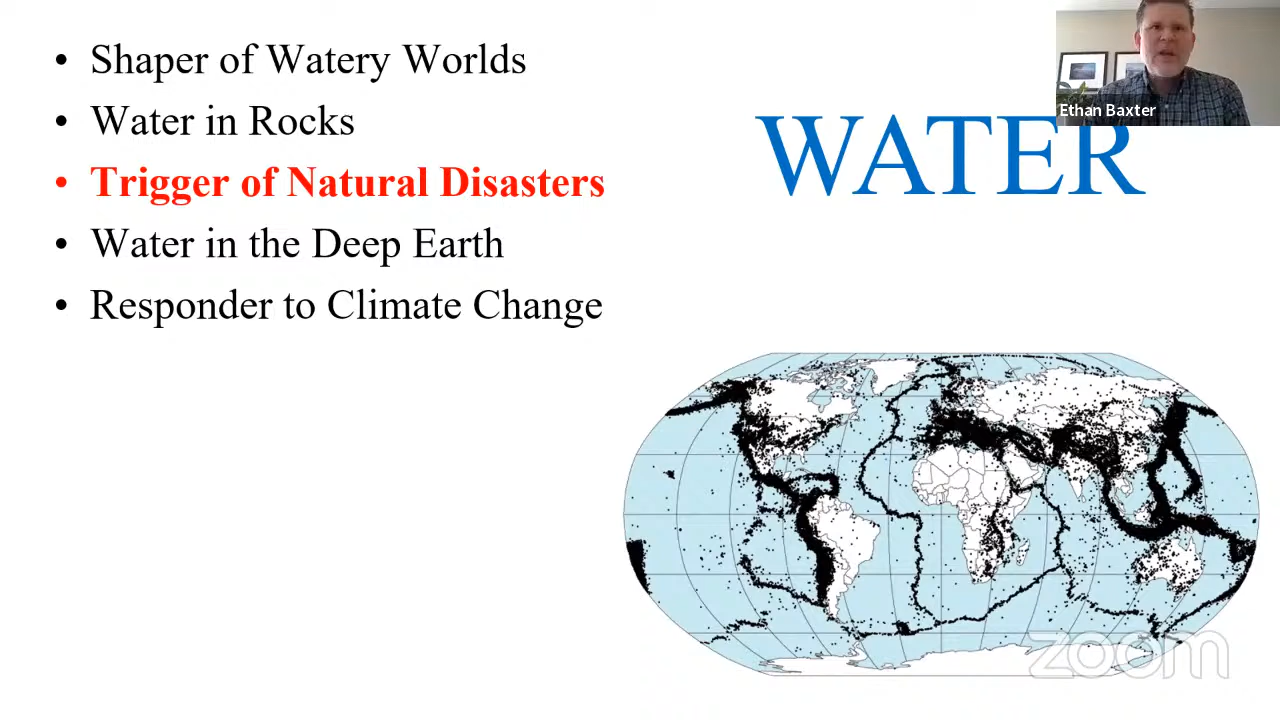 • Shaper of Watery Worlds
• Water in Rocks
• Trigger of Natural Disasters
• Water in the Deep Earth
• Responder to Climate Change
WATER
Ethan Baxter
zoom